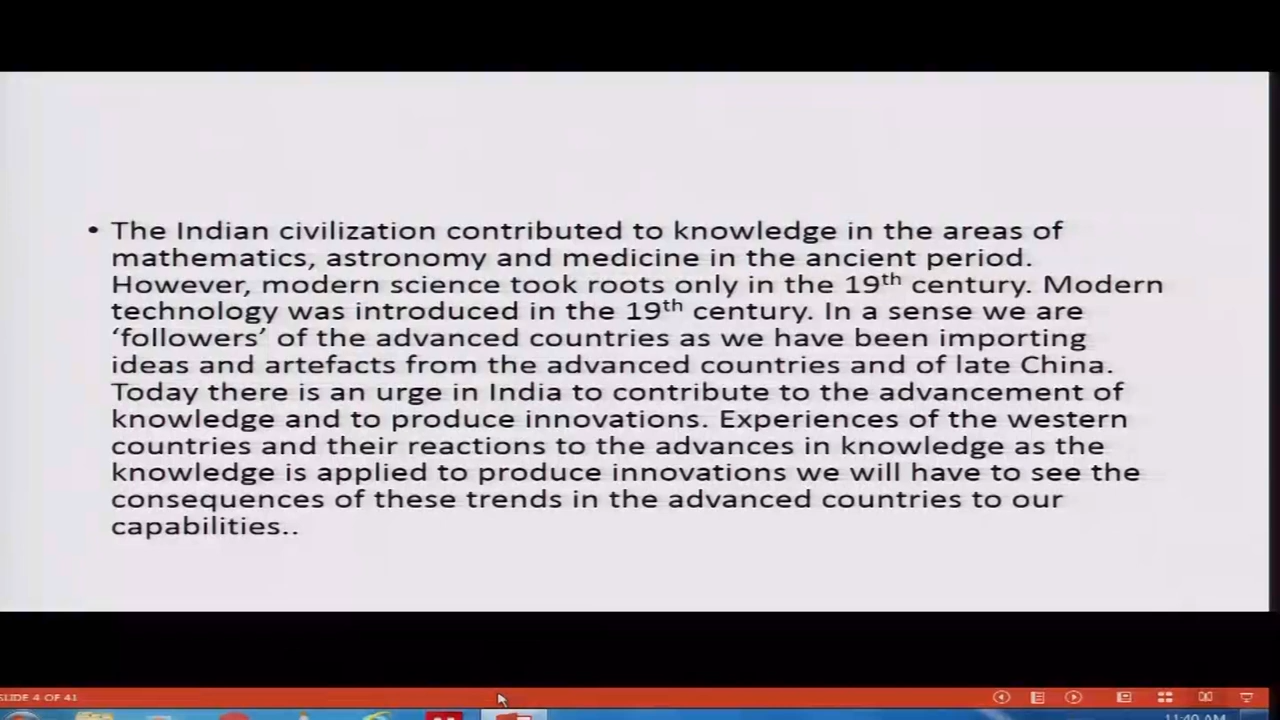 • The Indian civilization contributed to knowledge in the areas of
mathematics, astronomy and medicine in the ancient period.
However, modern science took roots only in the 19th century. Modern
technology was introduced in the 19th century. In a sense we are
‘followers’ of the advanced countries as we have been importing
ideas and artefacts from the advanced countries and of late China.
Today there is an urge in India to contribute to the advancement of
knowledge and to produce innovations. Experiences of the western
countries and their reactions to the advances in knowledge as the
knowledge is applied to produce innovations we will have to see the
consequences of these trends in the advanced countries to our
capabilities..
SLIDE 4 OF 41
11:40 AM